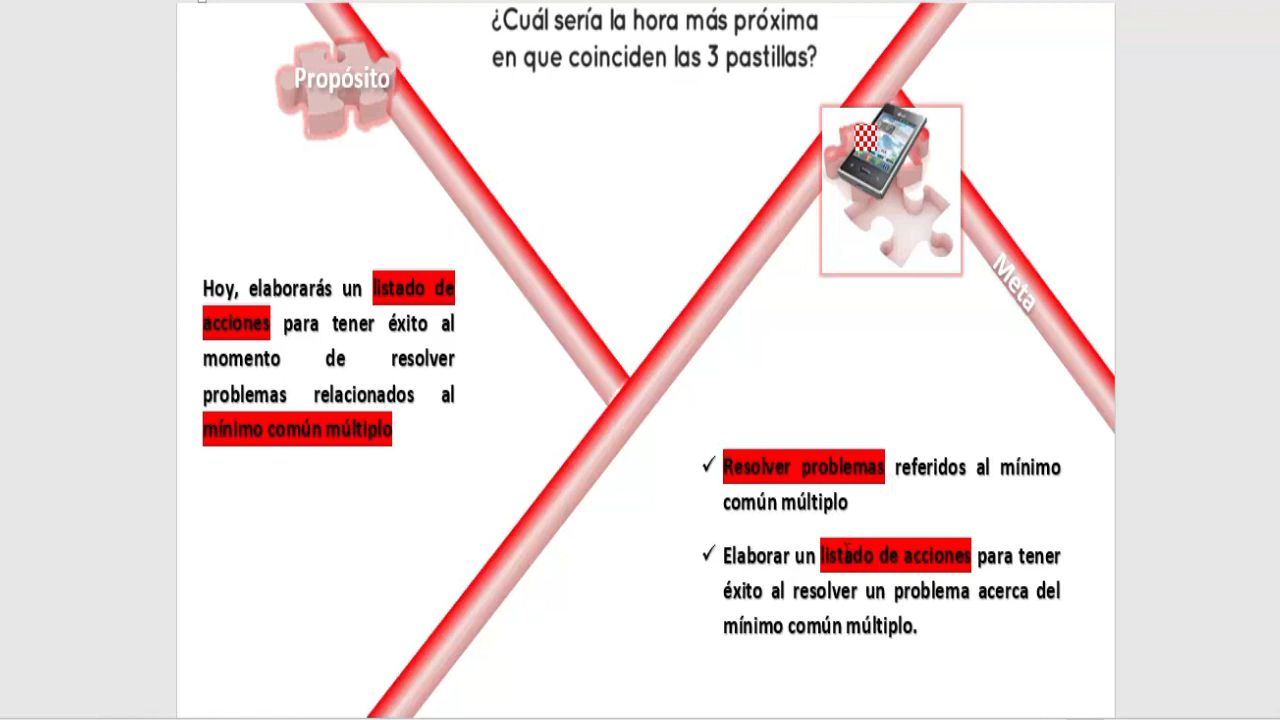 ¿Cuál sería la hora más próxima
en que coinciden las 3 pastillas?
Propósito
Hoy, elaborarás un listado de
acciones para tener éxito al
momento de resolver
problemas relacionados al
mínimo común múltiplo
Meta
✓ Resolver problemas referidos al mínimo
común múltiplo
✓ Elaborar un listado de acciones para tener
éxito al resolver un problema acerca del
mínimo común múltiplo.